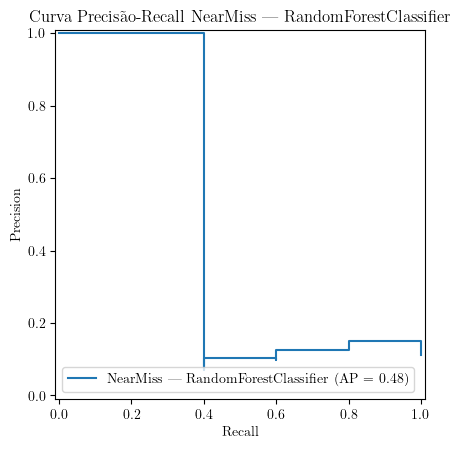 Curva Precisão-Recall NearMiss — RandomForestClassifier
1.0
0.8
0.6
0.4
0.2
0.0
Precision
NearMiss — RandomForestClassifier (AP = 0.48)
0.0 0.2 0.4 0.6 0.8 1.0
Recall